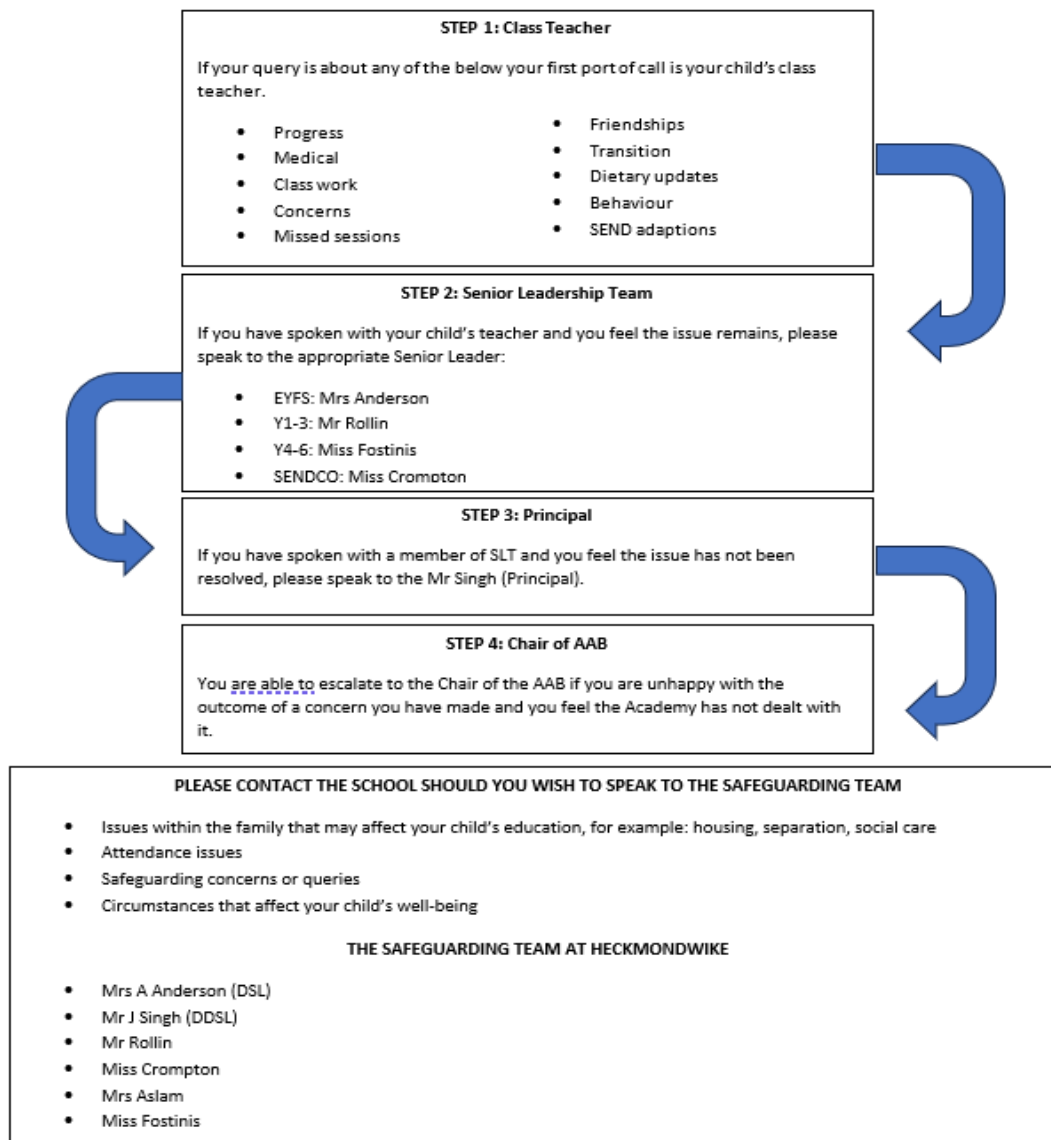 STEP 1: Class Teacher
If your query is about any of the below your first port of call is your child's class
teacher.
• Progress
• Medical
• Class work
• Concerns
• Missed sessions
• Friendships
• Transition
• Dietary updates
• Behaviour
• SEND adaptions
STEP 2: Senior Leadership Team
If you have spoken with your child's teacher and you feel the issue remains, please
speak to the appropriate Senior Leader:
• EYFS: Mrs Anderson
• Y1-3: Mr Rollin
• Y4-6: Miss Fostinis
• SENDCO: Miss Crompton
STEP 3: Principal
If you have spoken with a member of SLT and you feel the issue has not been
resolved, please speak to the Mr Singh (Principal).
STEP 4: Chair of AAB
You are able to escalate to the Chair of the AAB if you are unhappy with the
outcome of a concern you have made and you feel the Academy has not dealt with
it.
PLEASE CONTACT THE SCHOOL SHOULD YOU WISH TO SPEAK TO THE SAFEGUARDING TEAM
• Issues within the family that may affect your child's education, for example: housing, separation, social care
• Attendance issues
• Safeguarding concerns or queries
• Circumstances that affect your child's well-being
THE SAFEGUARDING TEAM AT HECKMONDWIKE
• Mrs A Anderson (DSL)
• Mr J Singh (DDSL)
• Mr Rollin
• Miss Crompton
• Mrs Aslam
• Miss Fostinis